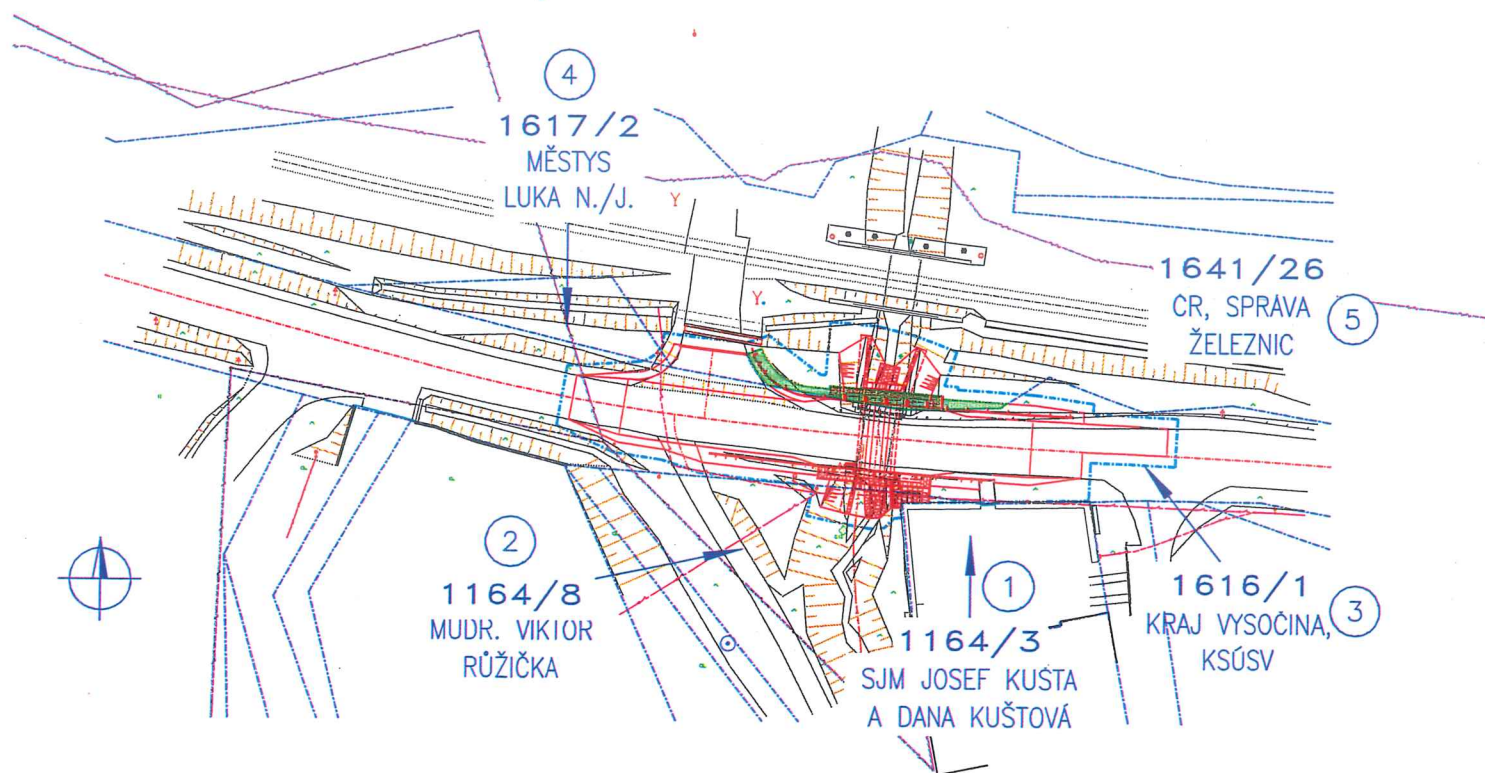 4
1617/2
MĚSTYS
LUKA N./J.
1641/26
ČR, SPRÁVA
ŽELEZNIC
5
2
1164/8
MUDR. VIKTOR
RŮŽIČKA
1
1164/3
SJM JOSEF KUŠTA
A DANA KUŠTOVÁ
1616/1
KRAJ VYSOČINA,
KSÚSV
3